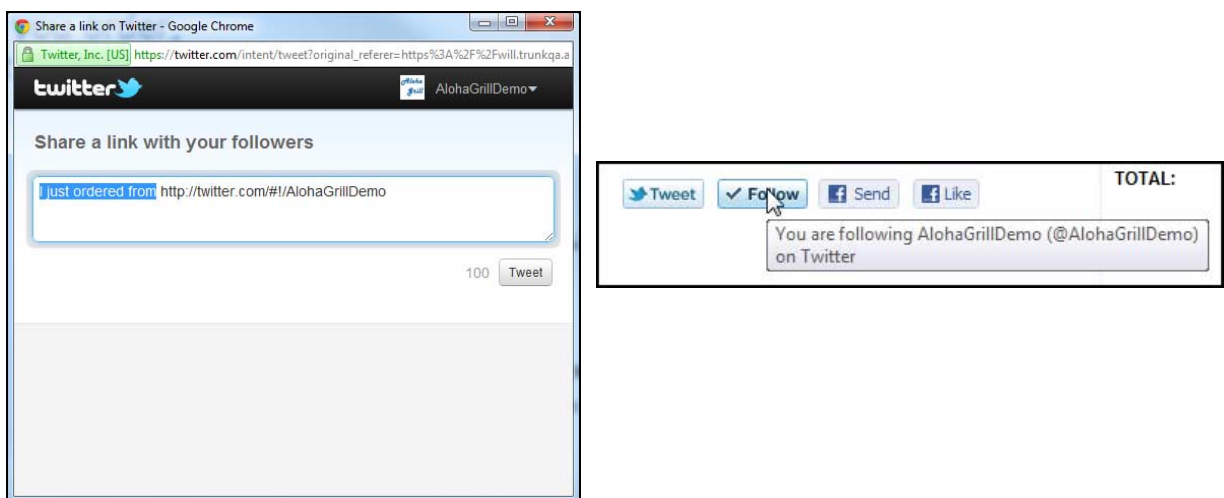 Share a link on Twitter - Google Chrome
Twitter, Inc. [US] https://twitter.com/intent/tweet?original_referer=https%3A%2F%2Fwill.trunkqa.a
twitter
Aloha Grill
AlohaGrillDemo
Share a link with your followers
I just ordered from http://twitter.com/#!/AlohaGrillDemo
100 Tweet
TOTAL:
Tweet Follow Send Like
You are following AlohaGrillDemo (@AlohaGrillDemo)
on Twitter